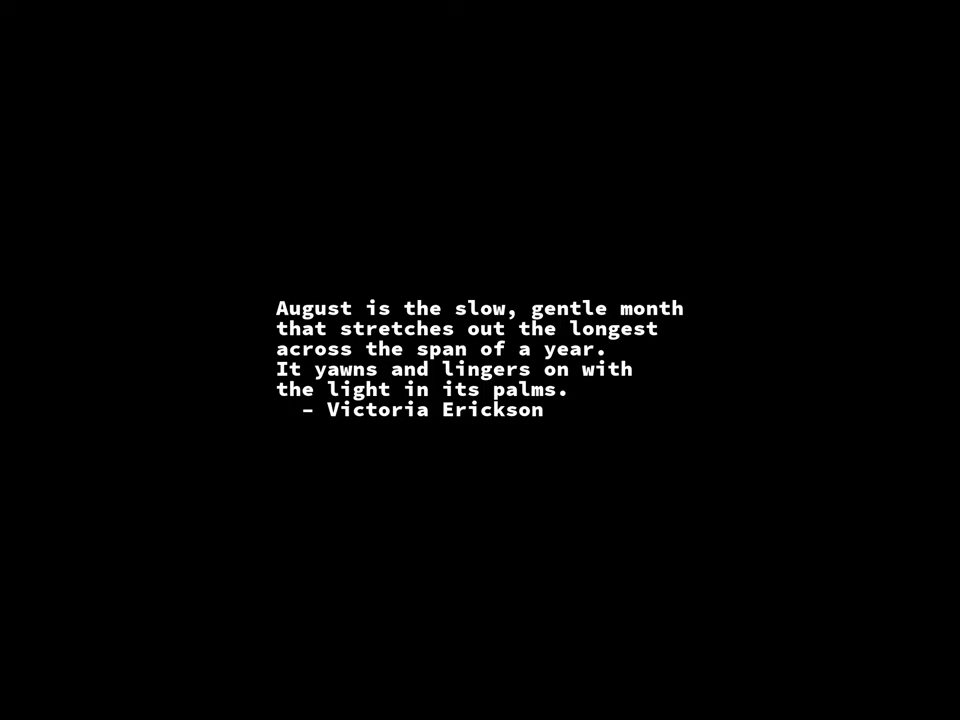 August is the slow, gentle month
that stretches out the longest
across the span of a year.
It yawns and lingers on with
the light in its palms.
– Victoria Erickson